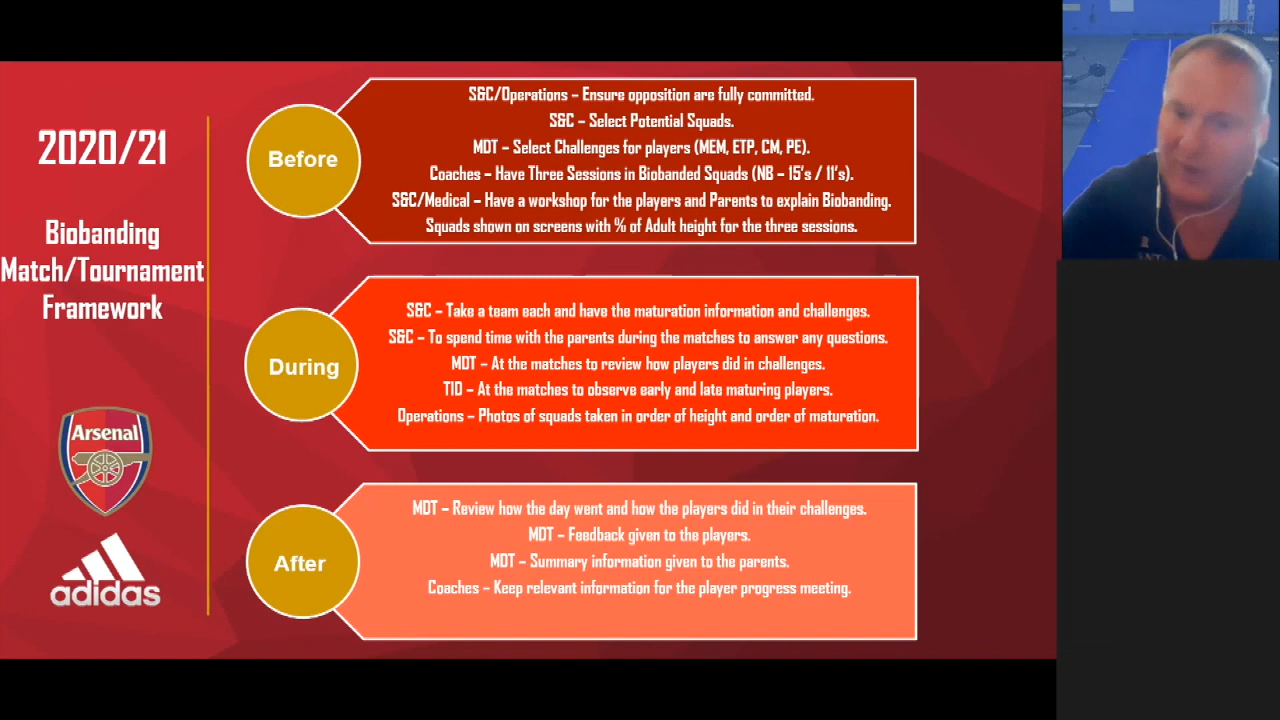 2020/21
Biobanding
Match/Tournament
Framework
Arsenal
adidas
Before
S&C/Operations – Ensure opposition are fully committed.
S&C – Select Potential Squads.
MDT – Select Challenges for players (MEM, ETP, CM, PE).
Coaches – Have Three Sessions in Biobanded Squads (NB – 15's / 11's).
S&C/Medical – Have a workshop for the players and Parents to explain Biobanding.
Squads shown on screens with % of Adult height for the three sessions.
During
S&C – Take a team each and have the maturation information and challenges.
S&C – To spend time with the parents during the matches to answer any questions.
MDT – At the matches to review how players did in challenges.
TID – At the matches to observe early and late maturing players.
Operations – Photos of squads taken in order of height and order of maturation.
After
MDT – Review how the day went and how the players did in their challenges.
MDT – Feedback given to the players.
MDT – Summary information given to the parents.
Coaches – Keep relevant information for the player progress meeting.